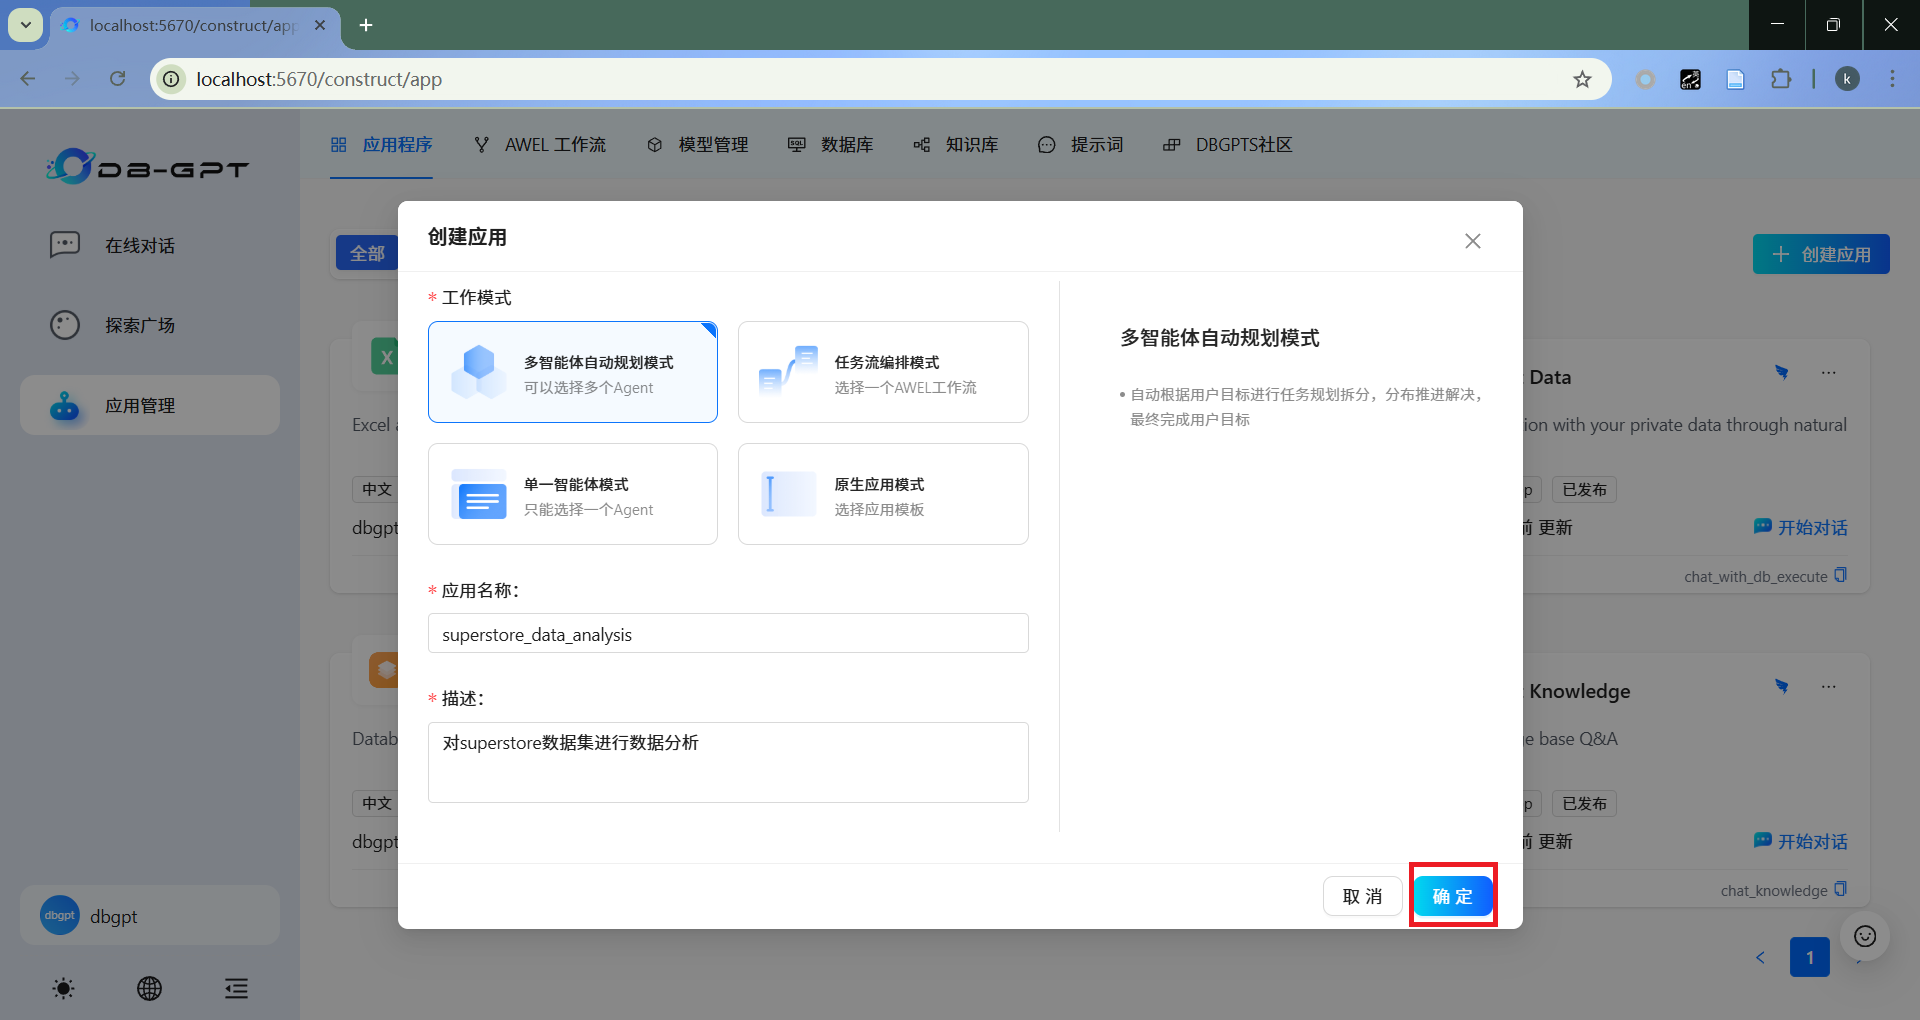 localhost:5670/construct/app
localhost:5670/construct/app
k
DB-GPT
应用程序
AWEL 工作流
模型管理
数据库
知识库
提示词
DBGPTS社区
在线对话
探索广场
应用管理
全部
创建应用
创建应用
* 工作模式
多智能体自动规划模式
可以选择多个Agent
任务流编排模式
选择一个AWEL工作流
单一智能体模式
只能选择一个Agent
原生应用模式
选择应用模板
* 应用名称:
superstore_data_analysis
* 描述:
对superstore数据集进行数据分析
多智能体自动规划模式
• 自动根据用户目标进行任务规划拆分，分布推进解决，
最终完成用户目标
取 消
确 定
X
Excel
中文
dbgpt
Data
with your private data through natural
已发布
前 更新
开始对话
chat_with_db_execute
中文
dbgpt
Knowledge
base Q&A
已发布
前 更新
开始对话
chat_knowledge
1
dbgpt
dbgpt